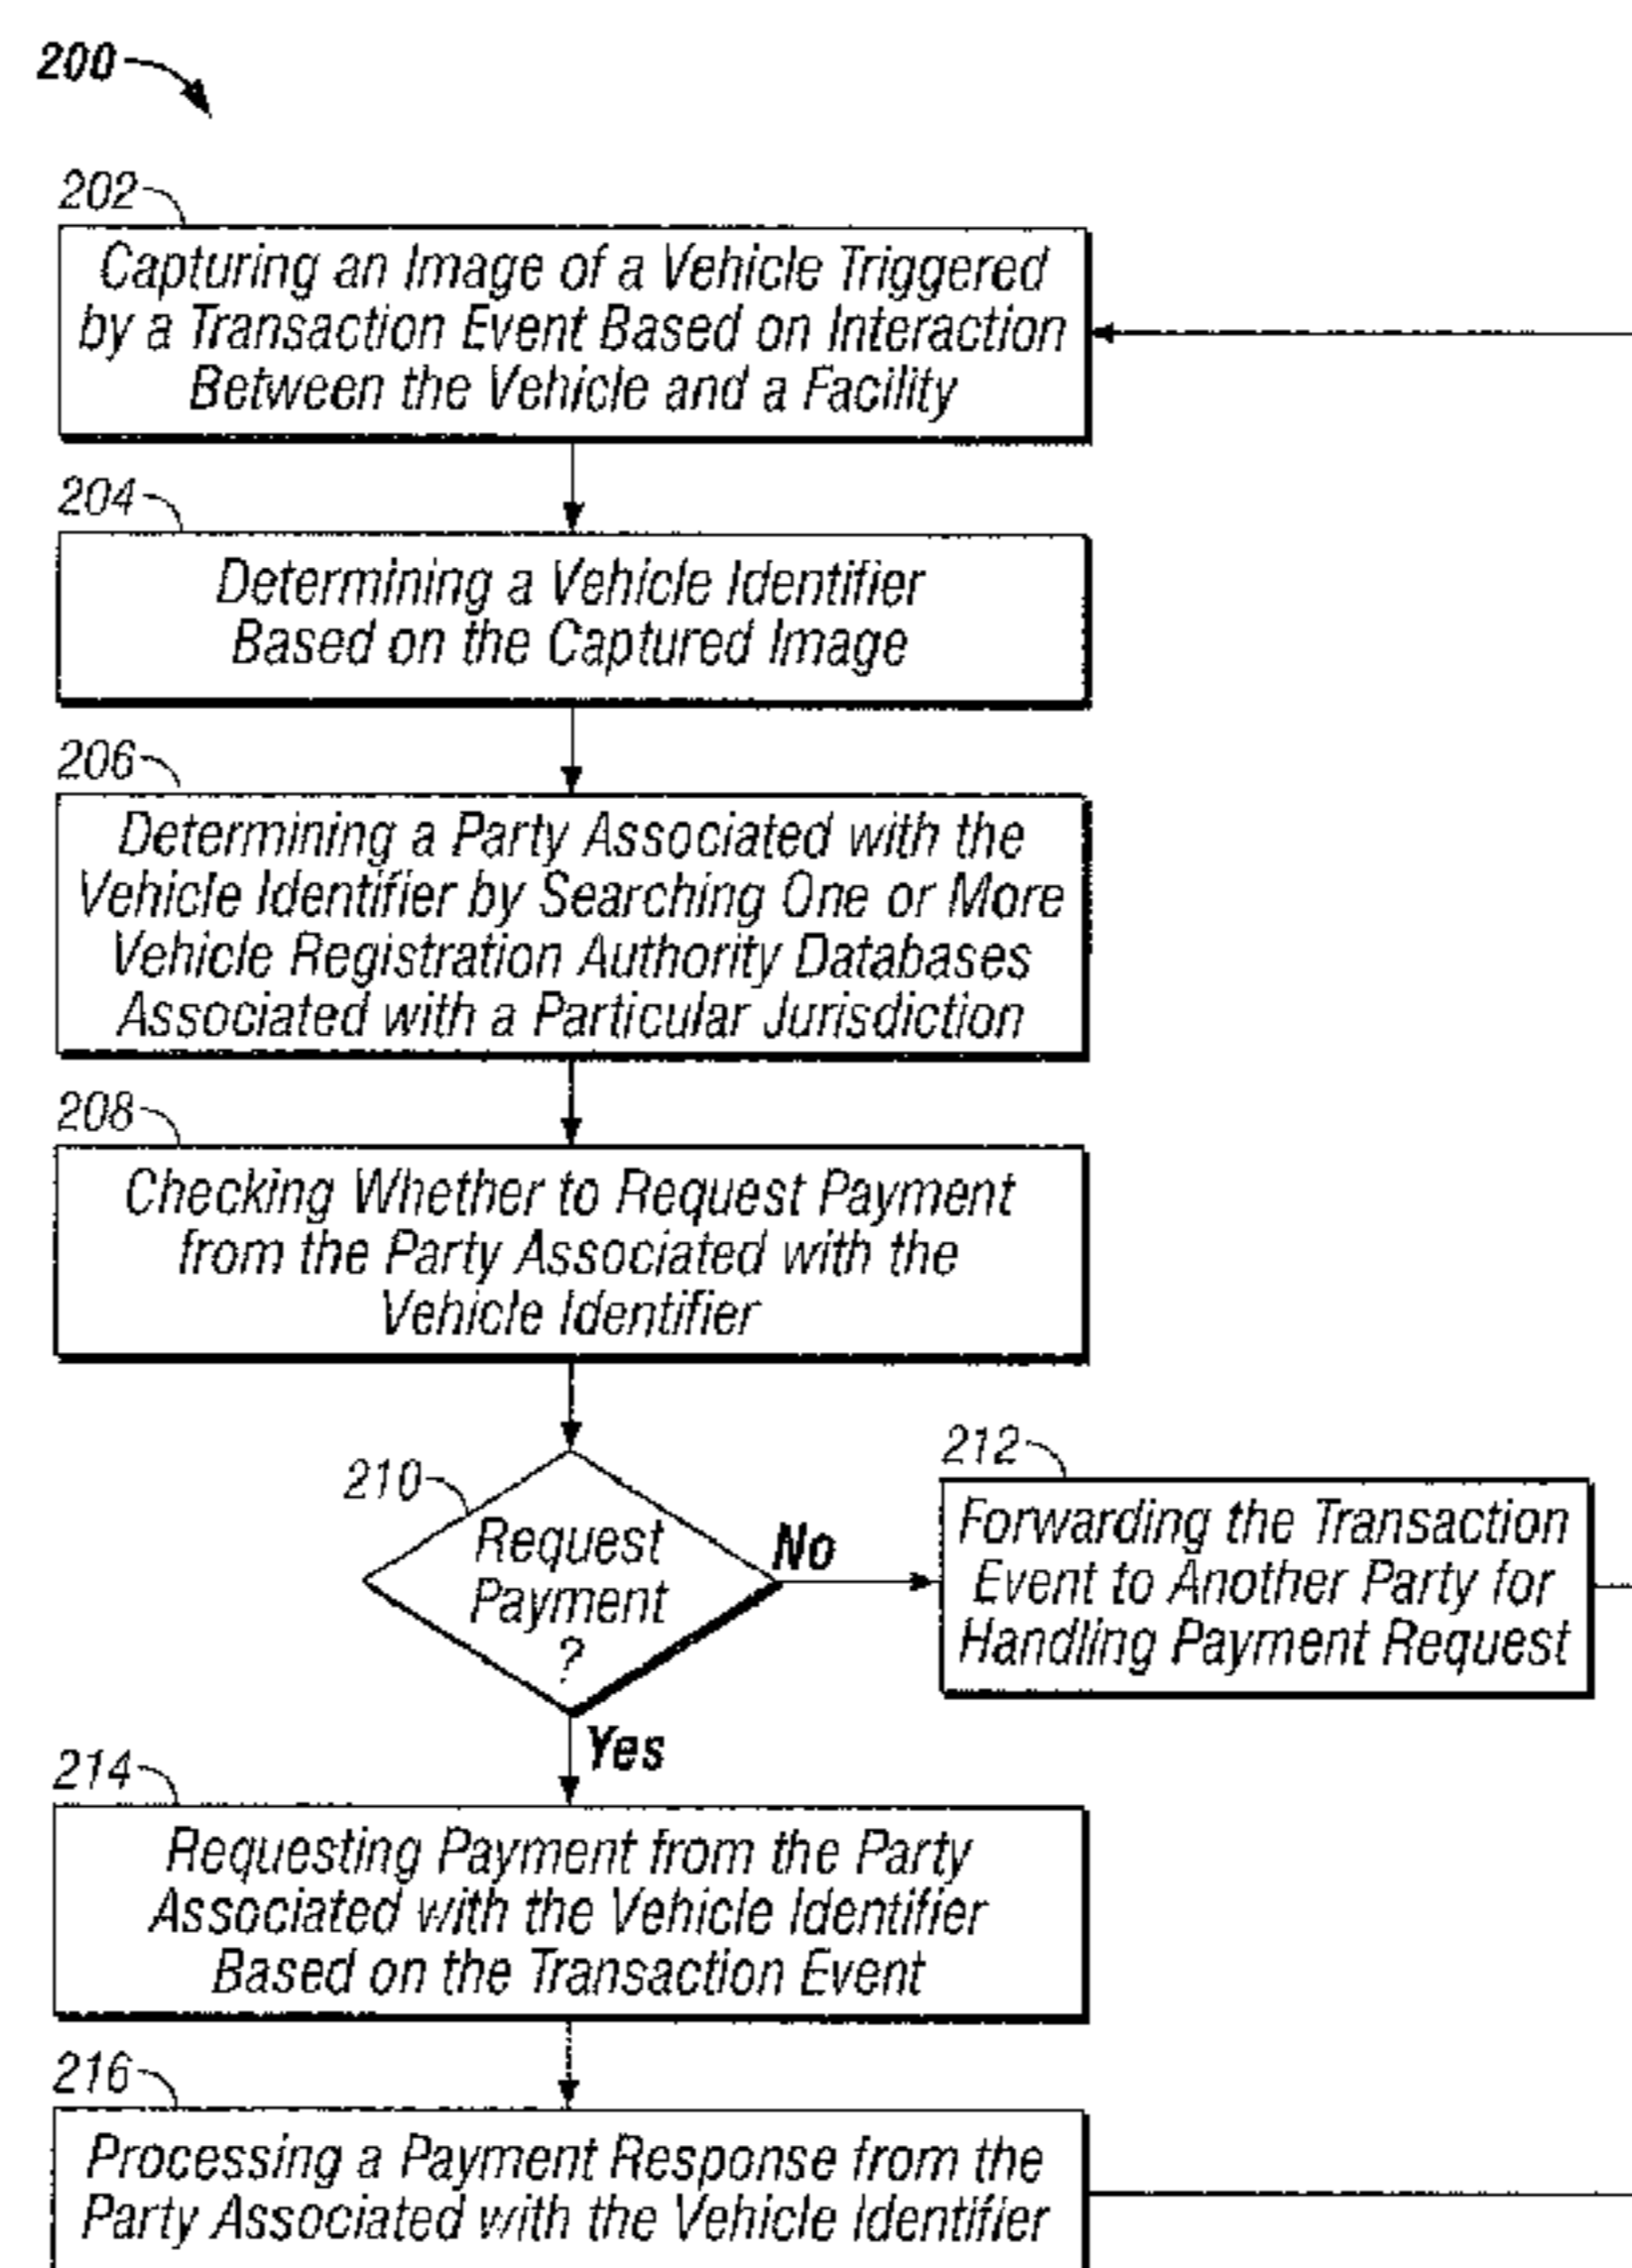 200
202
Capturing an Image of a Vehicle Triggered
by a Transaction Event Based on Interaction
Between the Vehicle and a Facility
204
Determining a Vehicle Identifier
Based on the Captured Image
206
Determining a Party Associated with the
Vehicle Identifier by Searching One or More
Vehicle Registration Authority Databases
Associated with a Particular Jurisdiction
208
Checking Whether to Request Payment
from the Party Associated with the
Vehicle Identifier
210
Request
Payment
?
No
212
Forwarding the Transaction
Event to Another Party for
Handling Payment Request
Yes
214
Requesting Payment from the Party
Associated with the Vehicle Identifier
Based on the Transaction Event
216
Processing a Payment Response from the
Party Associated with the Vehicle Identifier